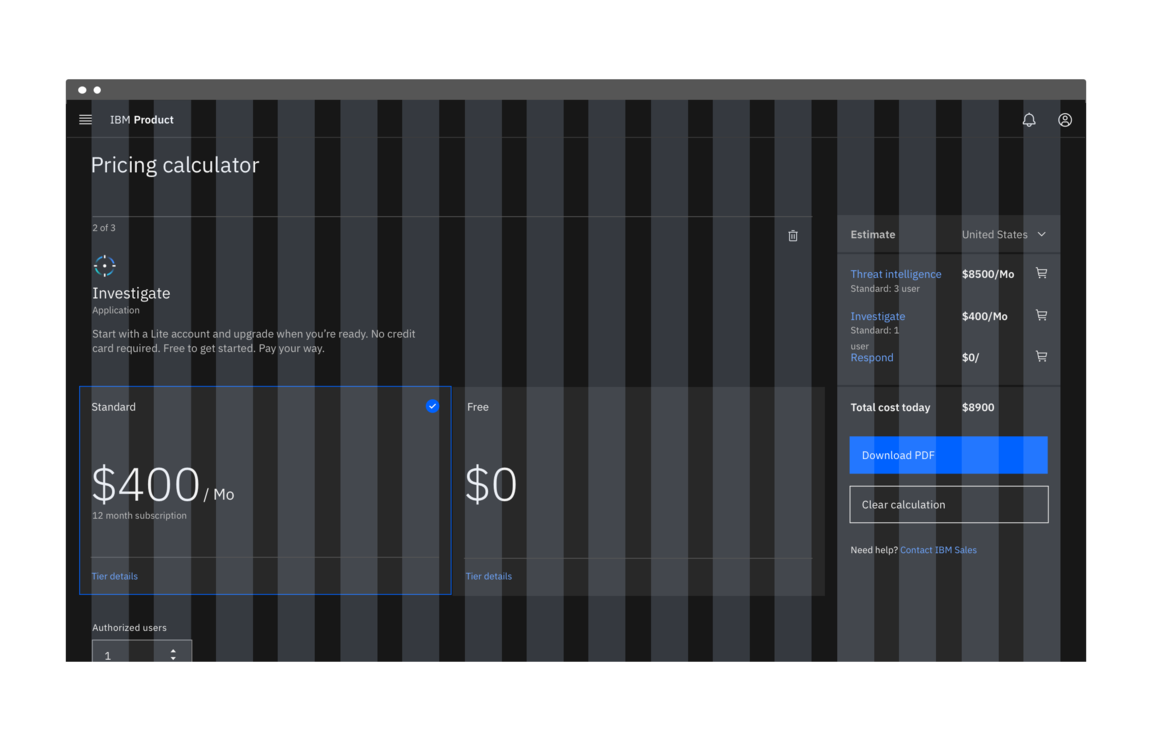 IBM Product
Pricing calculator
2 of 3
Investigate
Application
Start with a Lite account and upgrade when you’re ready. No credit
card required. Free to get started. Pay your way.
Standard
$400 / Mo
12 month subscription
Tier details
Free
$0
Tier details
Authorized users
1
Estimate
United States
Threat intelligence $8500/Mo
Standard: 3 user
Investigate $400/Mo
Standard: 1
user
Respond $0/
Total cost today $8900
Download PDF
Clear calculation
Need help? Contact IBM Sales